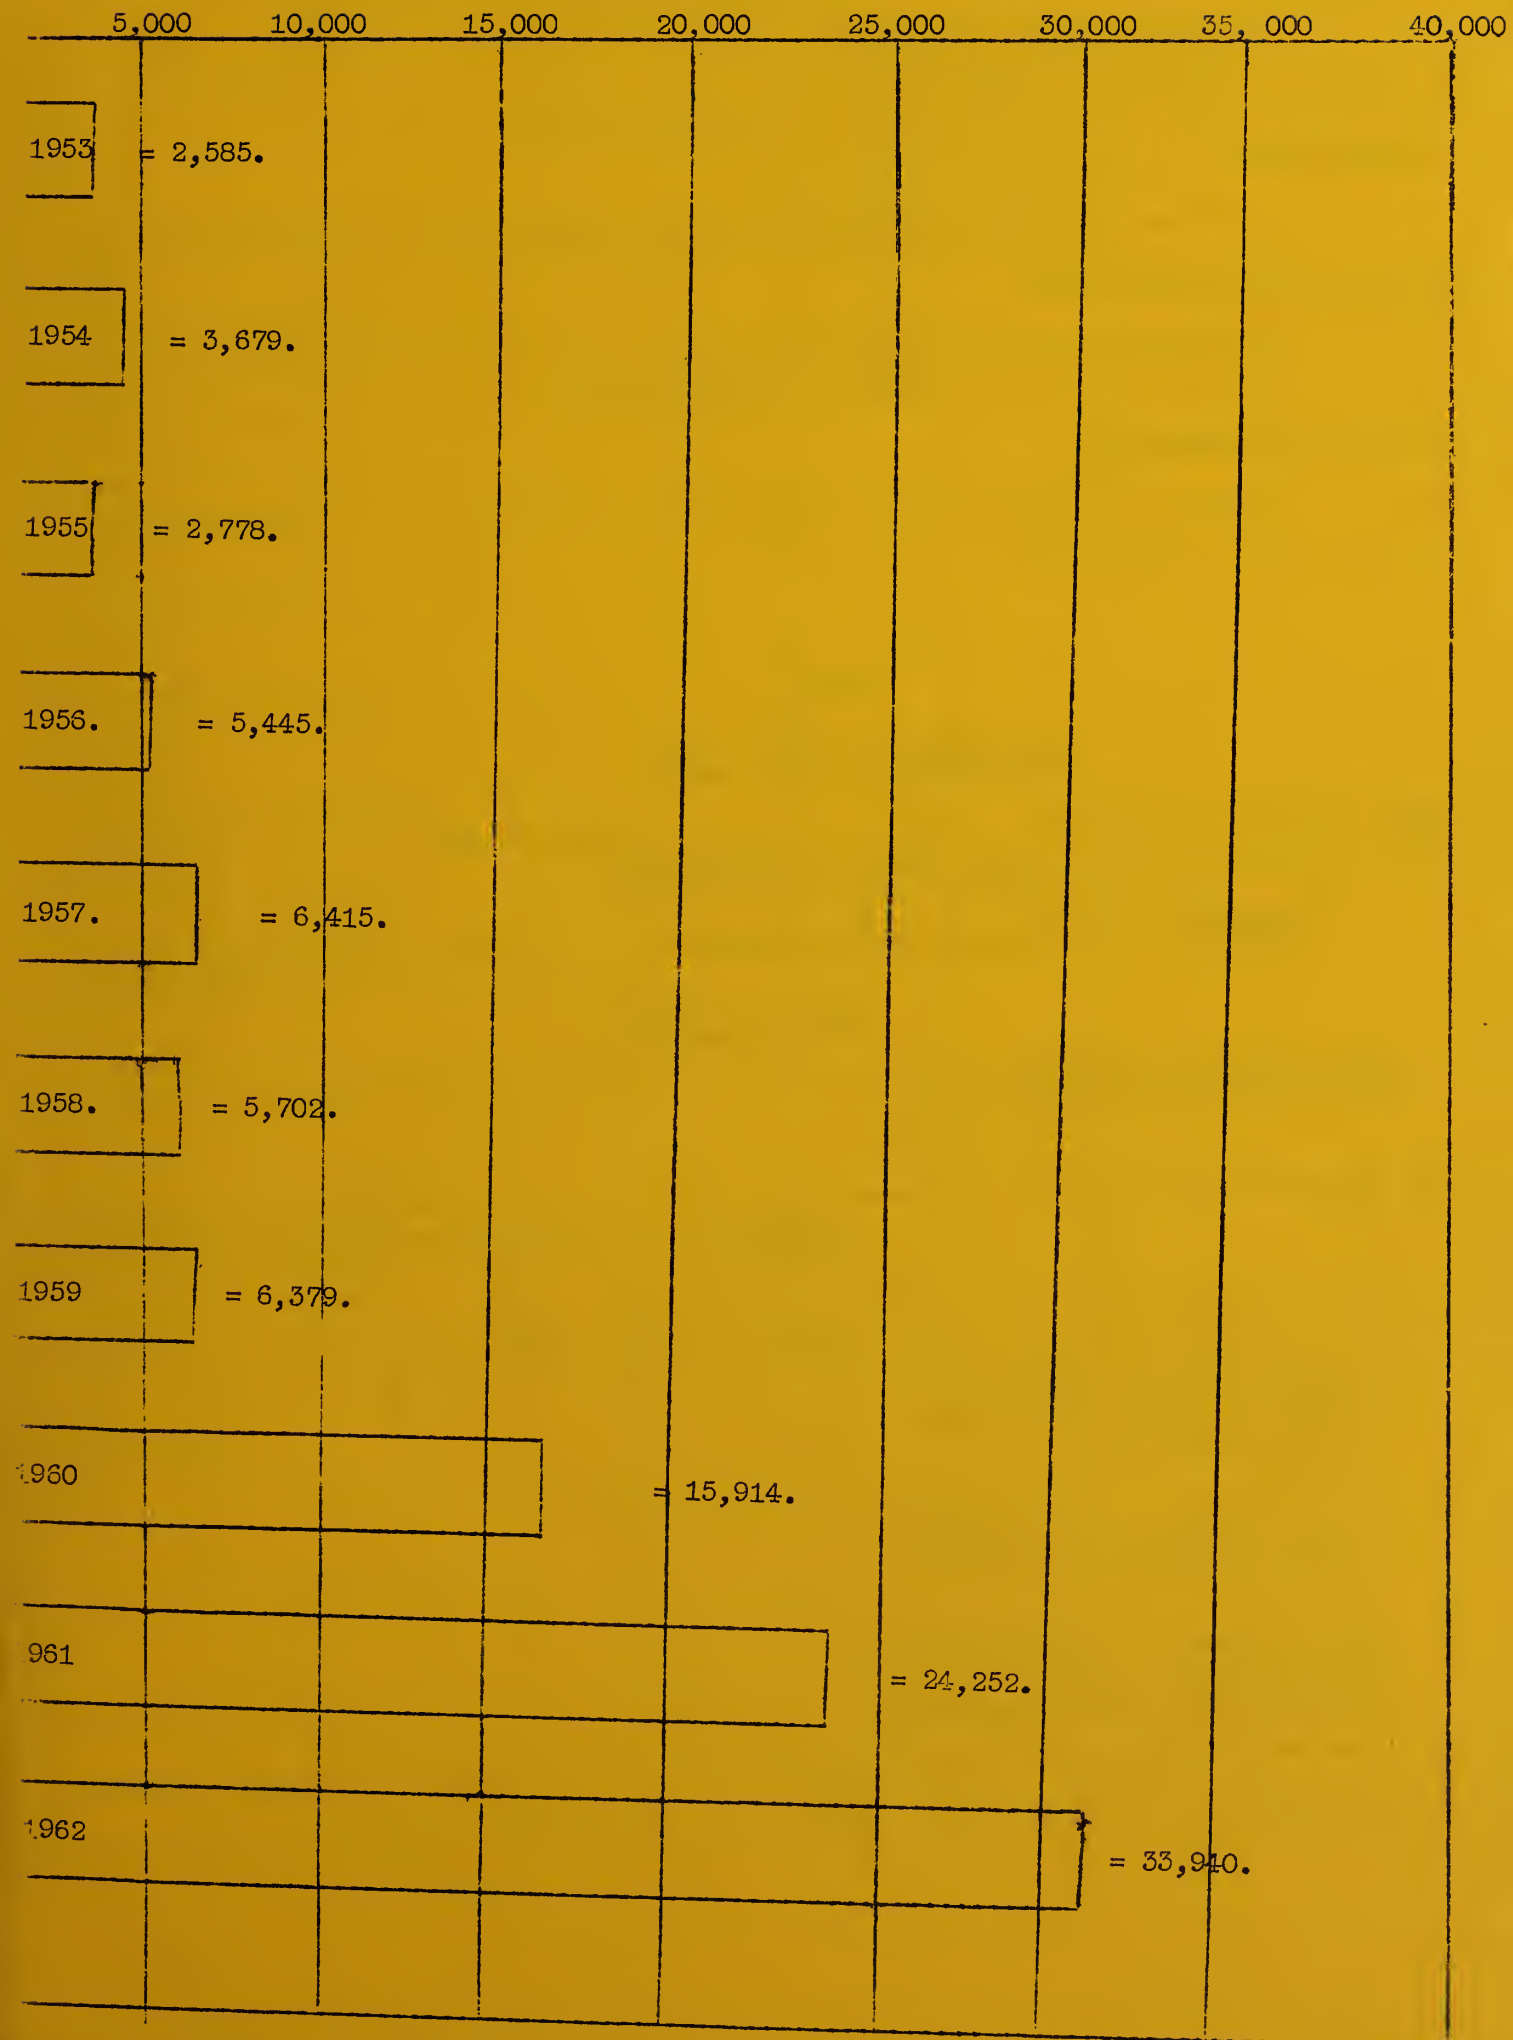 5,000 10,000 15,000 20,000 25,000 30,000 35, 000 40,000
1953 = 2,585.
1954 = 3,679.
1955 = 2,778.
1956. = 5,445.
1957. = 6,415.
1958. = 5,702.
1959 = 6,379.
1960 = 15,914.
961 = 24,252.
1962 = 33,940.